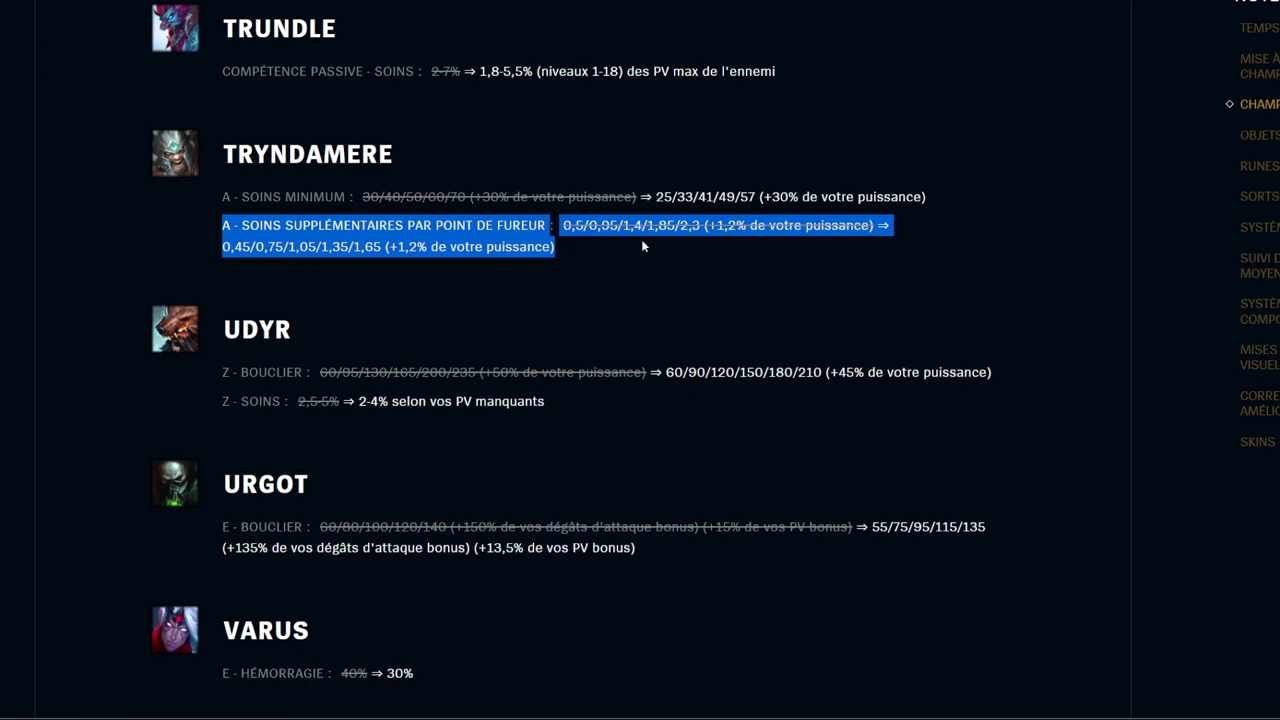 TRUNDLE
COMPÉTENCE PASSIVE - SOINS : 2-7% ⇒ 1,8-5,5% (niveaux 1-18) des PV max de l'ennemi
TRYNDAMERE
A - SOINS MINIMUM : 30/40/50/60/70 (+30% de votre puissance) ⇒ 25/33/41/49/57 (+30% de votre puissance)
A - SOINS SUPPLÉMENTAIRES PAR POINT DE FUREUR : 0,5/0,95/1,4/1,85/2,3 (+1,2% de votre puissance) ⇒
0,45/0,75/1,05/1,35/1,65 (+1,2% de votre puissance)
UDYR
Z - BOUCLIER : 60/95/130/165/200/235 (+50% de votre puissance) ⇒ 60/90/120/150/180/210 (+45% de votre puissance)
Z - SOINS : 2,5-5% ⇒ 2-4% selon vos PV manquants
URGOT
E - BOUCLIER : 60/80/100/120/140 (+150% de vos dégâts d'attaque bonus) (+15% de vos PV bonus) ⇒ 55/75/95/115/135
(+135% de vos dégâts d'attaque bonus) (+13,5% de vos PV bonus)
VARUS
E - HÉMORRAGIE : 40% ⇒ 30%
TEMPS
MISE À
CHAMP
CHAMP
OBJETS
RUNES
SORTS
SYSTÈ
SUIVI D
MOYEN
SYSTÈ
COMPO
MISES
VISUEL
CORRE
AMÉLIO
SKINS